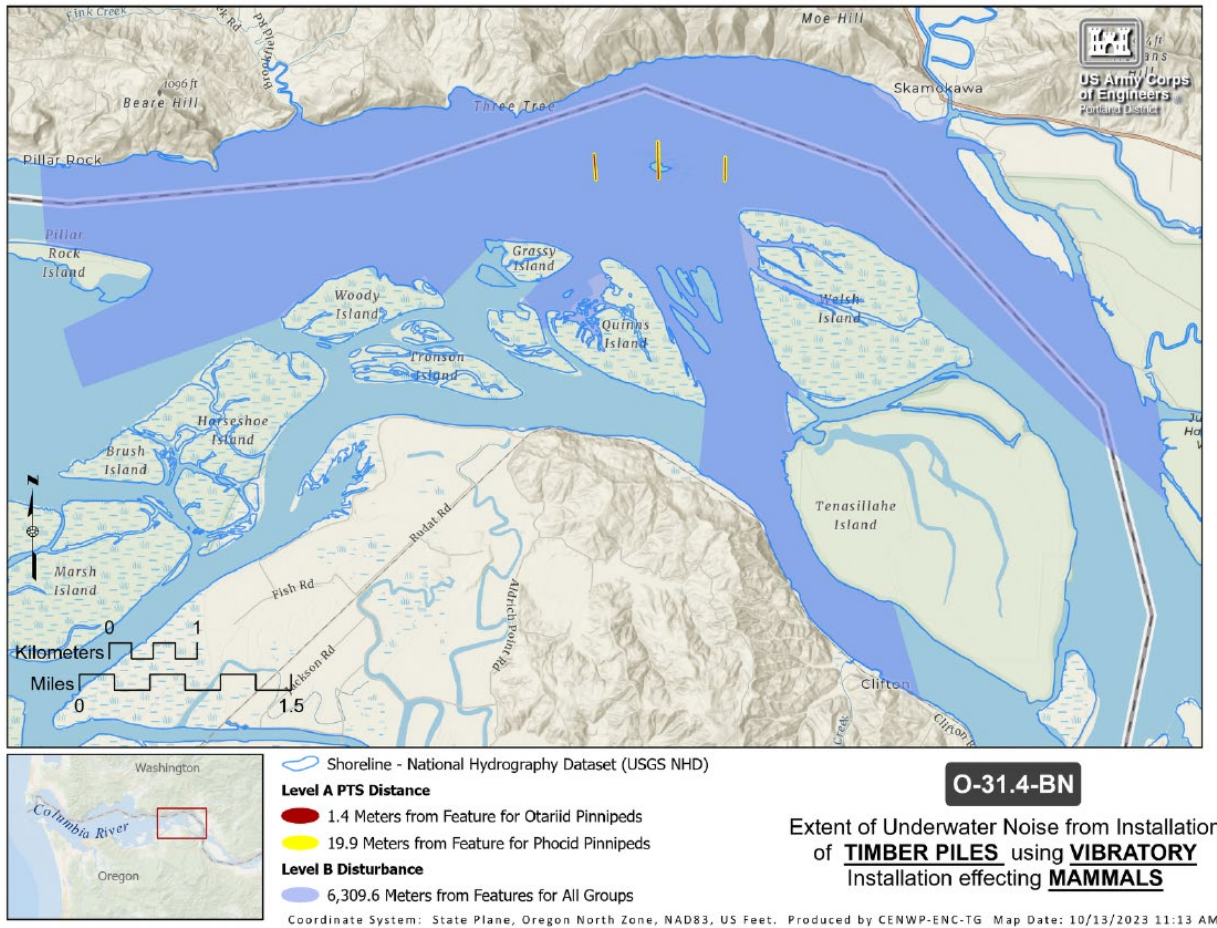 Fink Creek
Moe Hill
1096 ft
Beare Hill
Three Tree
Skamokawa
US Army Corps
of Engineers
Portland District
Pillar Rock
Pillar
Rock
Island
Grassy
Island
Woody
Island
Welsh
Island
Quinns
Island
Tronson
Island
Horseshoe
Island
Brush
Island
Tenasillahe
Island
Marsh
Island
Rudat Rd
Fish Rd
Aldrich Point Rd
Jackson Rd
Clifton
Creek
0 1
Kilometers
Miles
0 1.5
Washington
Columbia River
Oregon
Shoreline - National Hydrography Dataset (USGS NHD)
Level A PTS Distance
1.4 Meters from Feature for Otariid Pinnipeds
19.9 Meters from Feature for Phocid Pinnipeds
Level B Disturbance
6,309.6 Meters from Features for All Groups
O-31.4-BN
Extent of Underwater Noise from Installation
of TIMBER PILES using VIBRATORY
Installation effecting MAMMALS
Coordinate System: State Plane, Oregon North Zone, NAD83, US Feet. Produced by CENWP-ENC-TG Map Date: 10/13/2023 11:13 AM